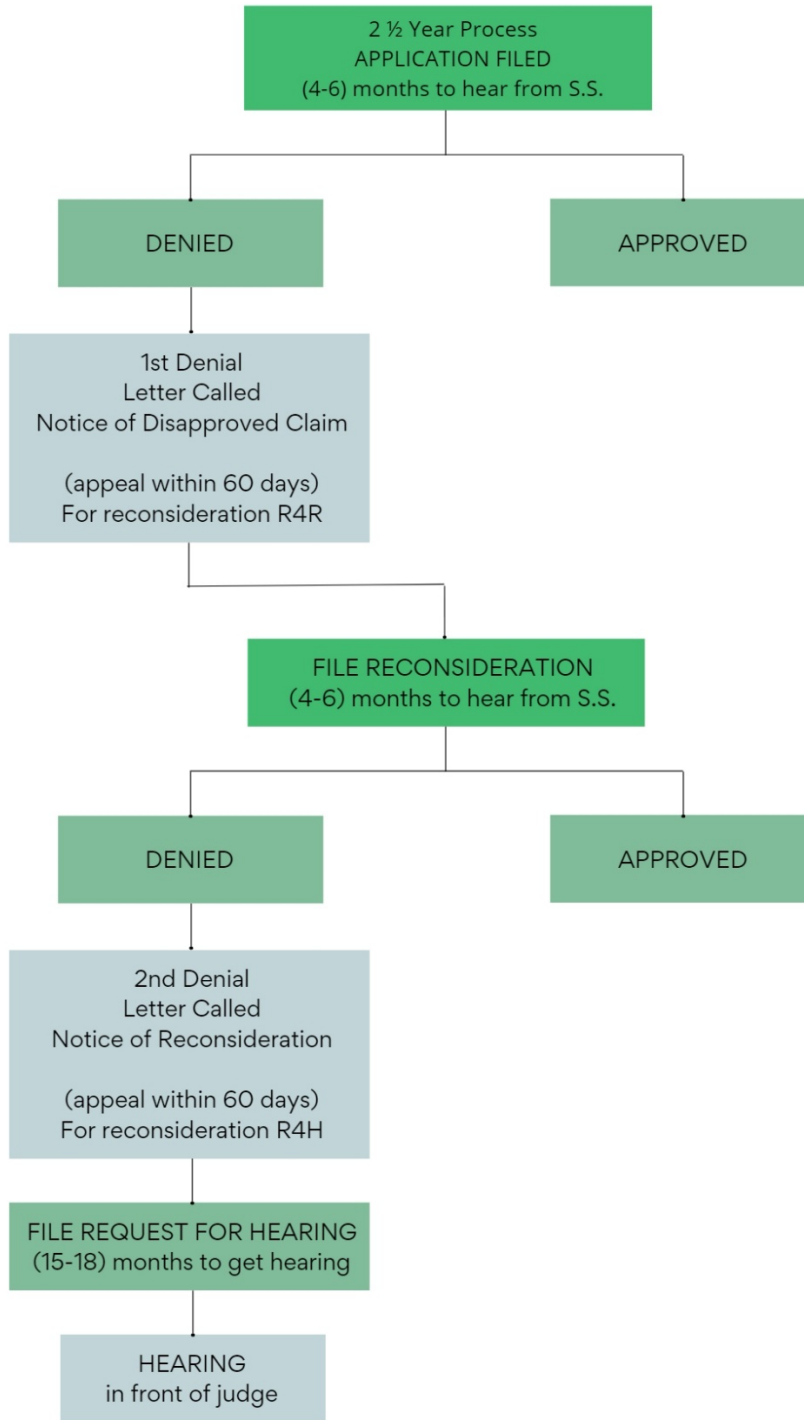 2 ½ Year Process
APPLICATION FILED
(4-6) months to hear from S.S.
DENIED
APPROVED
1st Denial
Letter Called
Notice of Disapproved Claim
(appeal within 60 days)
For reconsideration R4R
FILE RECONSIDERATION
(4-6) months to hear from S.S.
DENIED
APPROVED
2nd Denial
Letter Called
Notice of Reconsideration
(appeal within 60 days)
For reconsideration R4H
FILE REQUEST FOR HEARING
(15-18) months to get hearing
HEARING
in front of judge